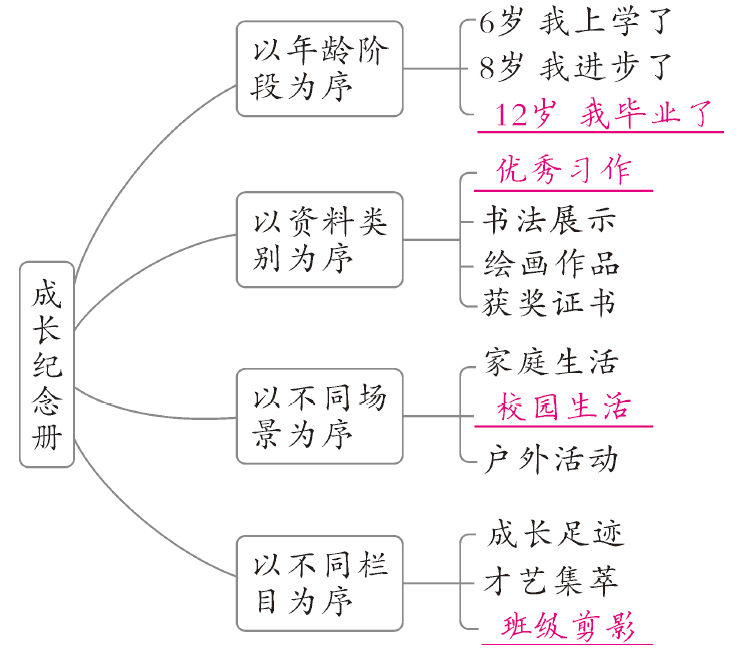 成长纪念册
以年龄阶
段为序
6岁 我上学了
8岁 我进步了
12岁 我毕业了
以资料类
别为序
优秀习作
书法展示
绘画作品
获奖证书
以不同场
景为序
家庭生活
校园生活
户外活动
以不同栏
目为序
成长足迹
才艺集萃
班级剪影